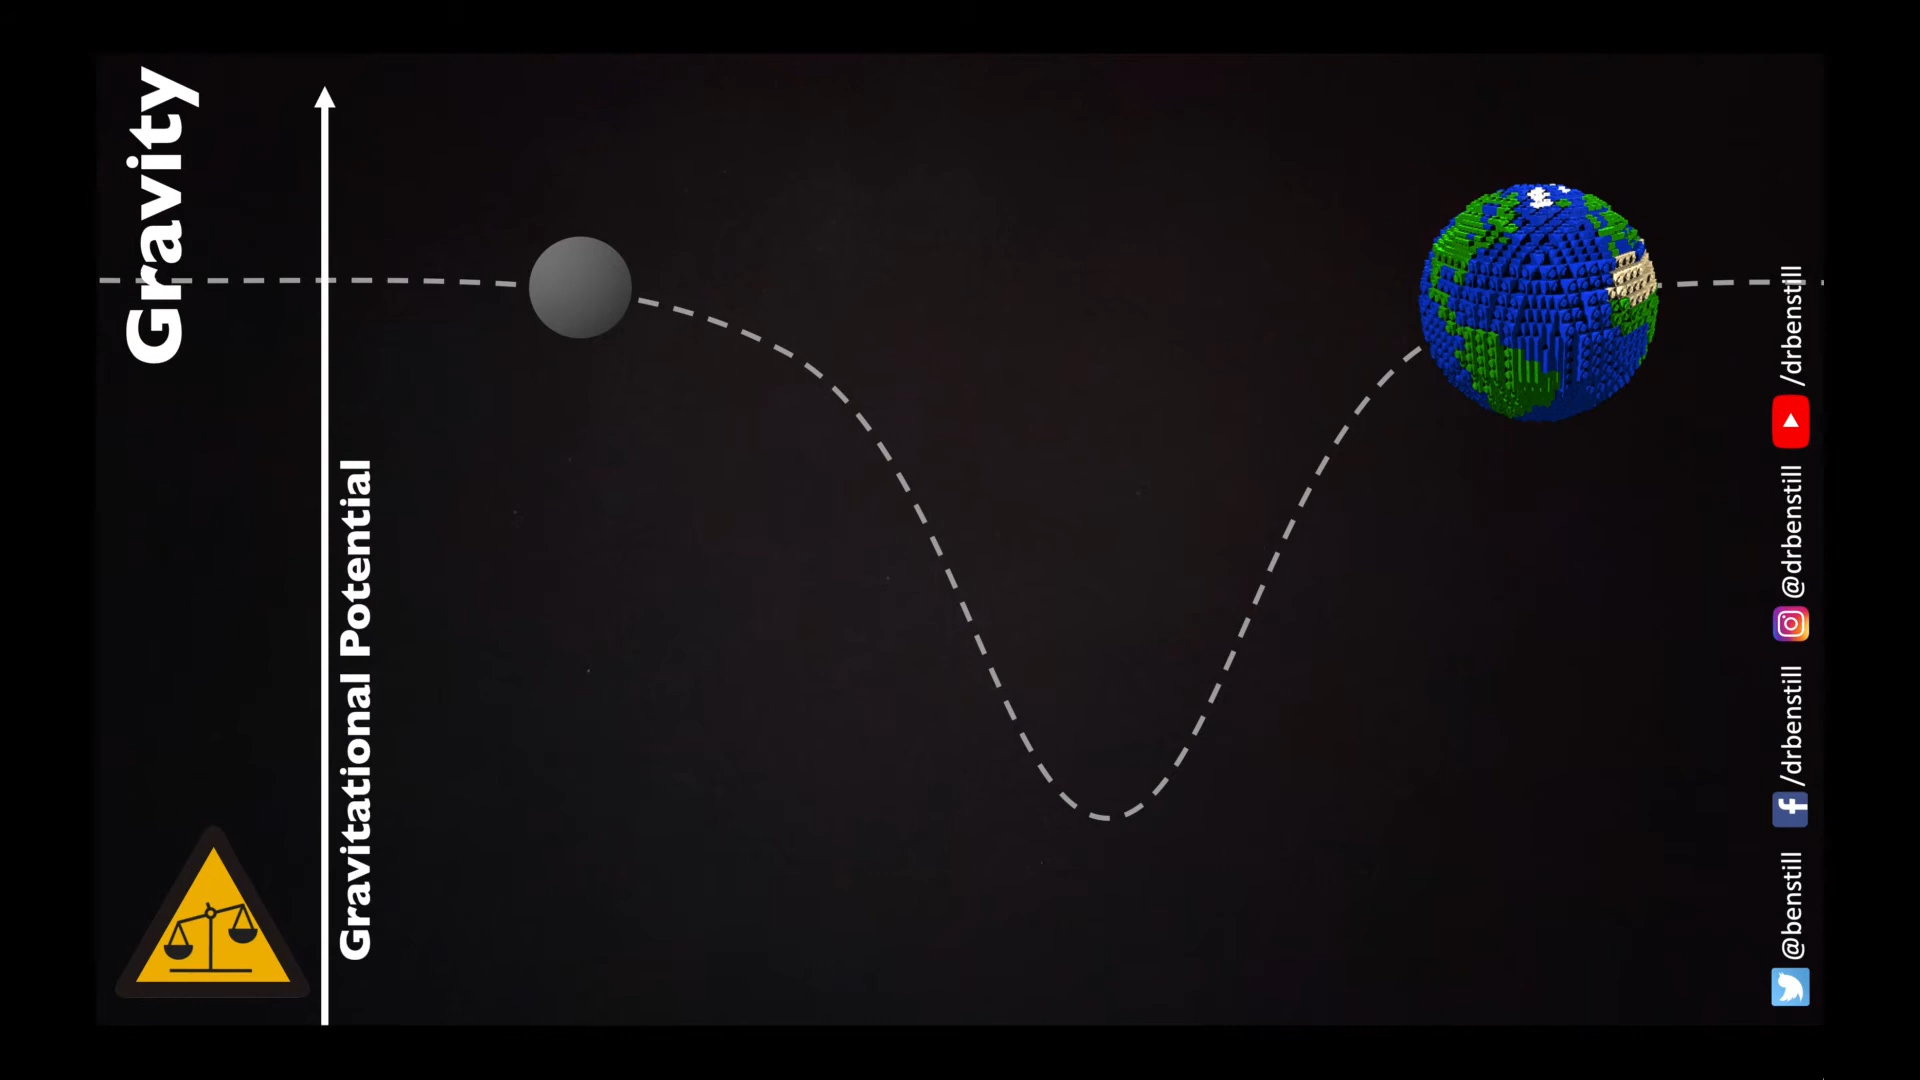 Gravity
Gravitational Potential
@benstill
/drbenstill
@drbenstill
/drbenstill